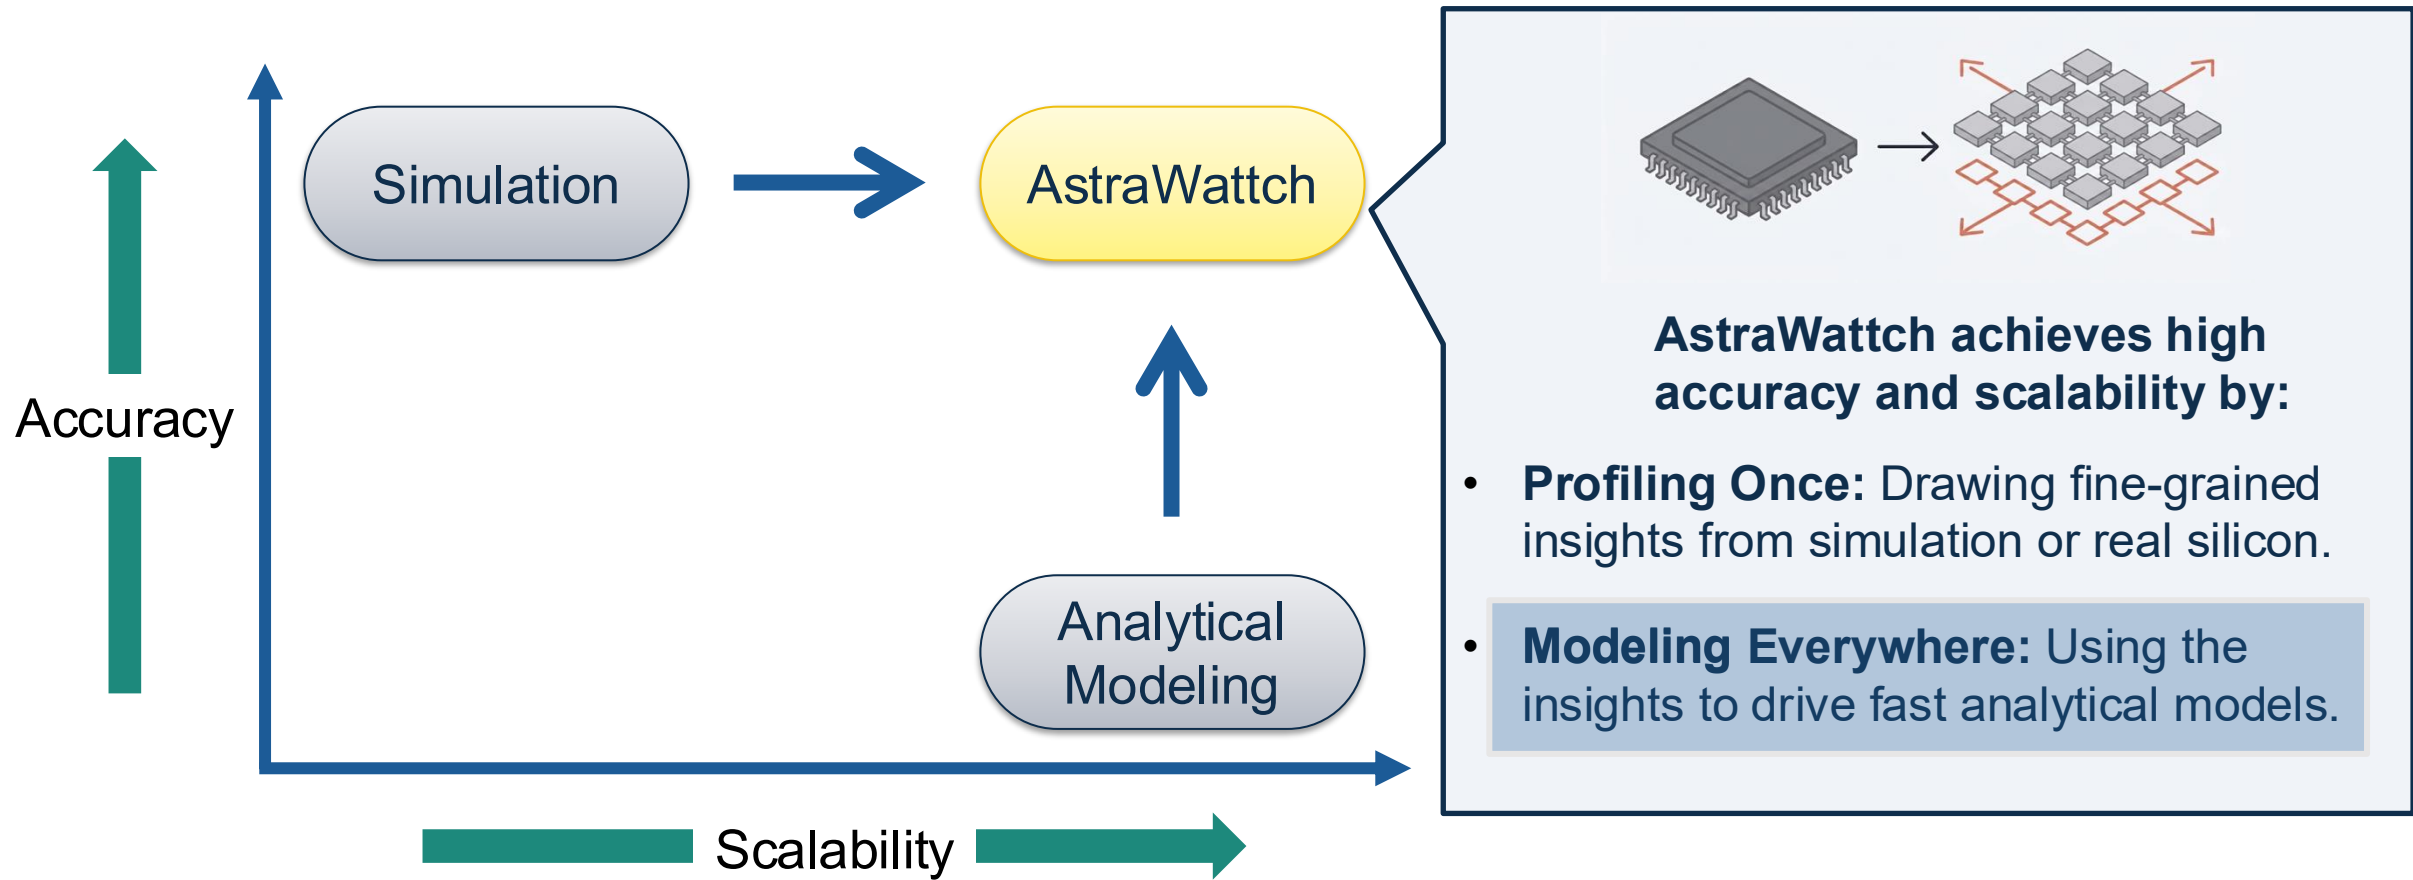 Simulation
AstraWattch
Accuracy
Analytical
Modeling
Scalability
AstraWattch achieves high
accuracy and scalability by:
• Profiling Once: Drawing fine-grained
insights from simulation or real silicon.
• Modeling Everywhere: Using the
insights to drive fast analytical models.